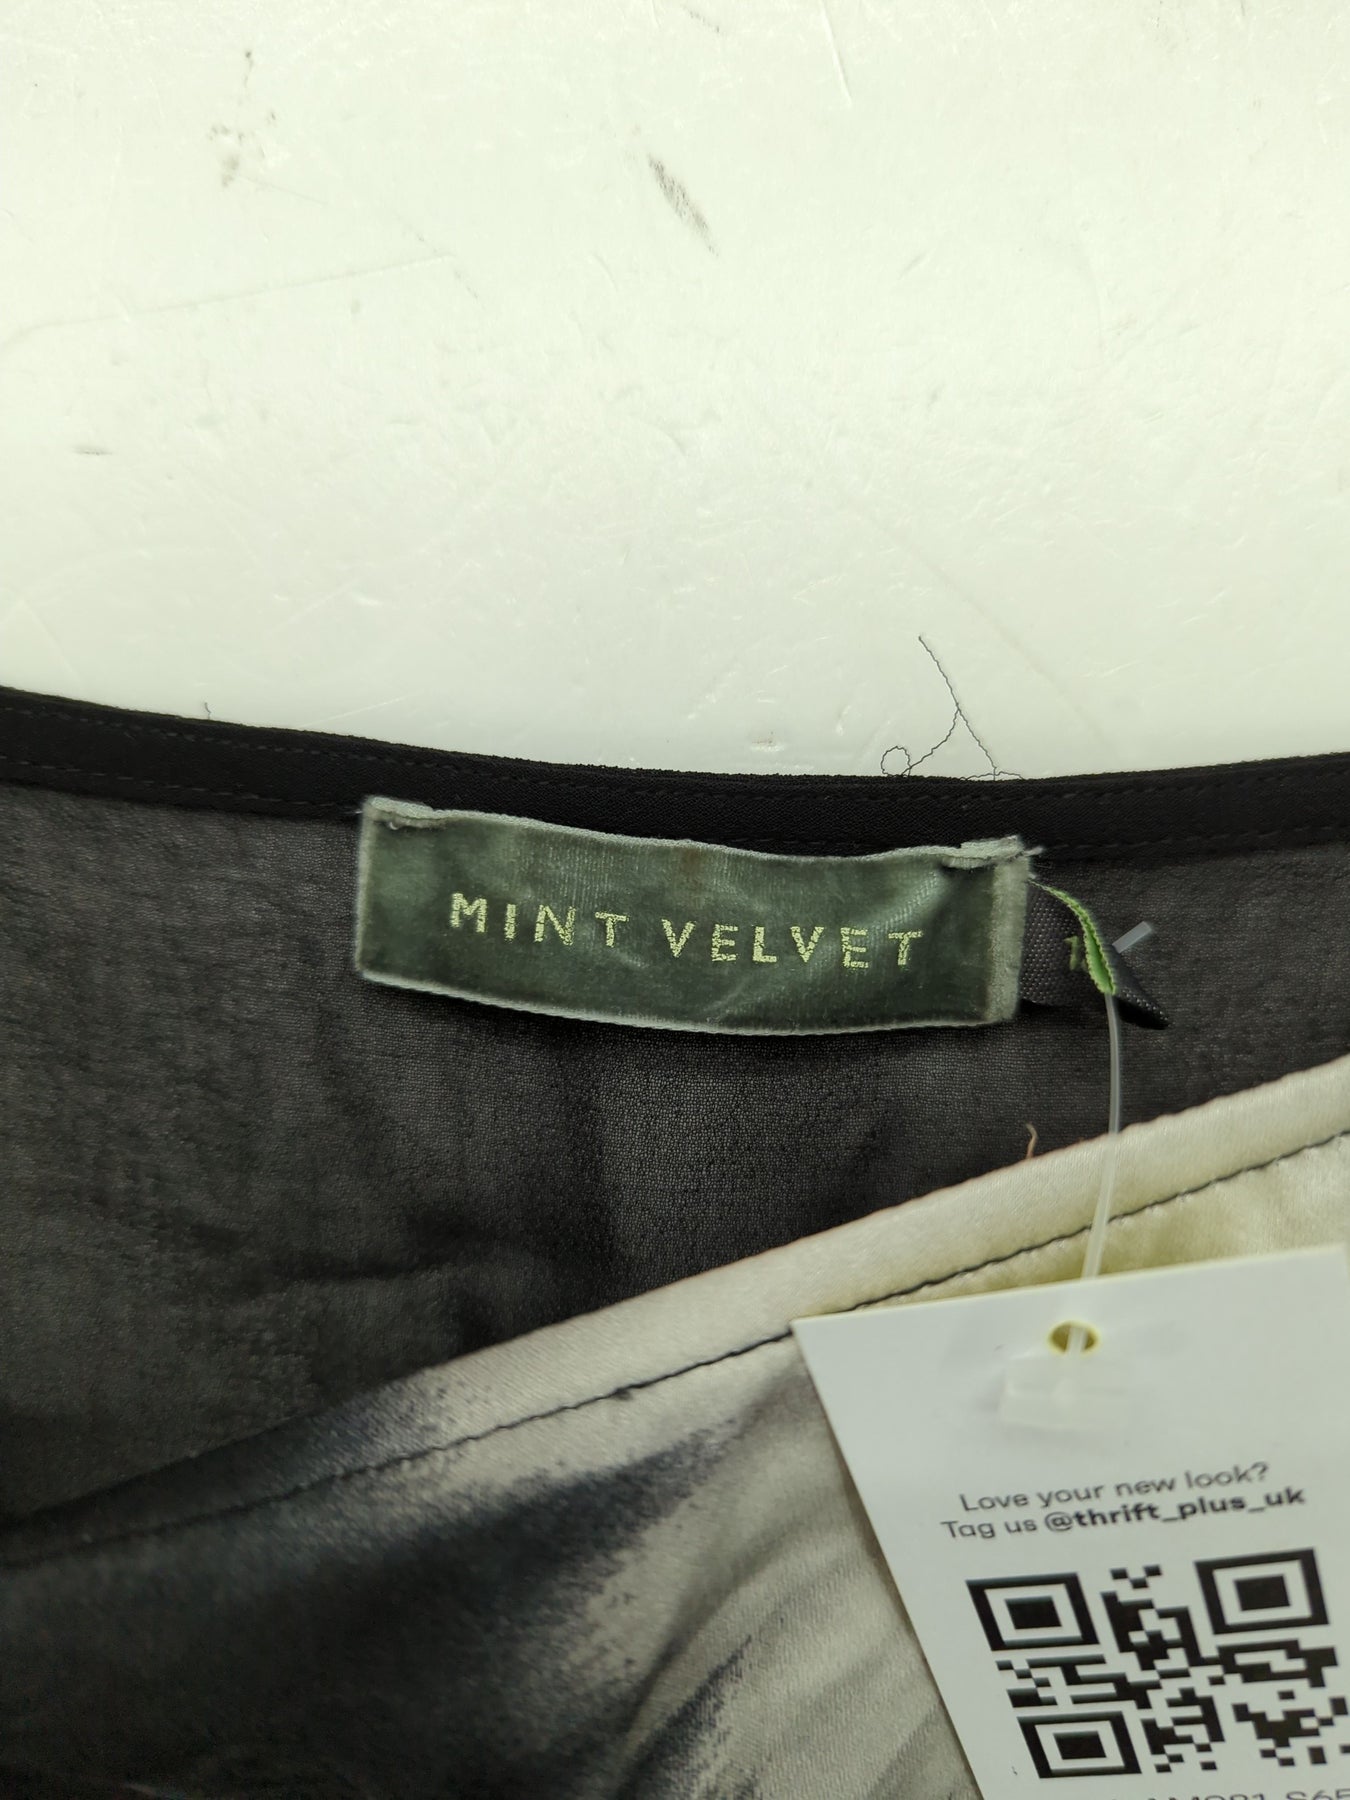 MINT VELVET
Love your new look?
Tag us @thrift_plus_uk